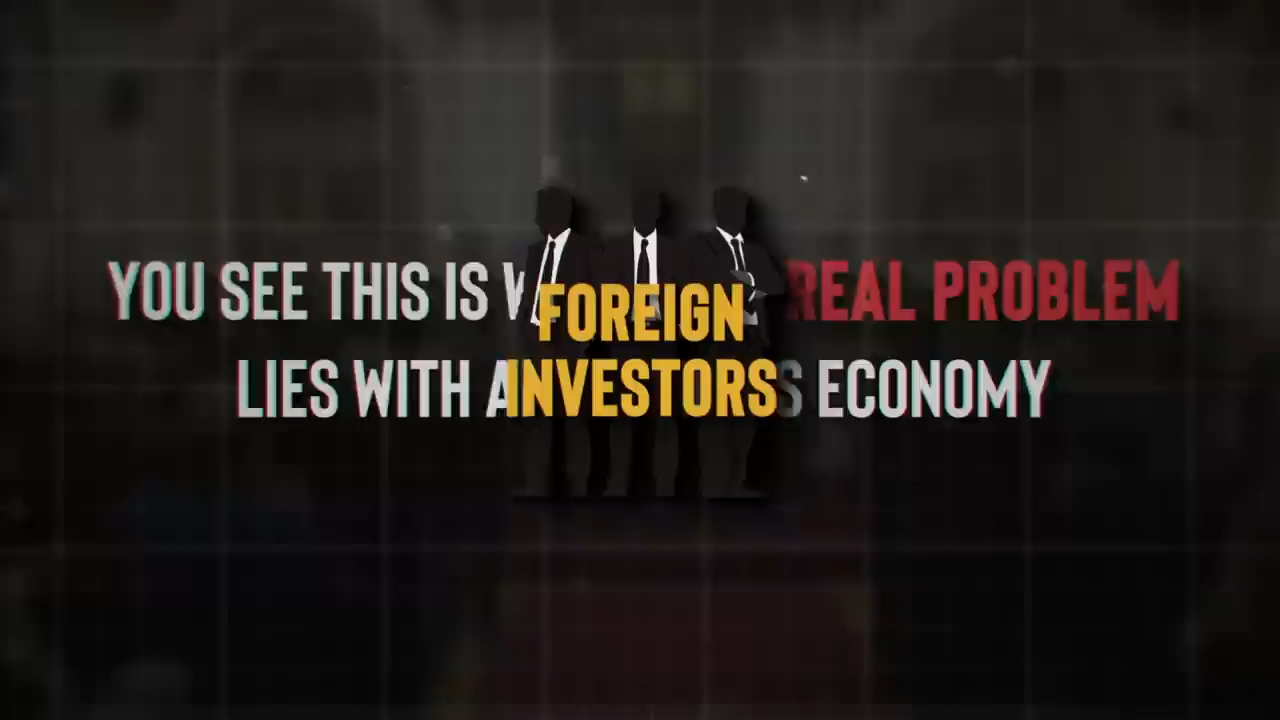 YOU SEE THIS IS REAL PROBLEM
LIES WITH ECONOMY
FOREIGN
INVESTORS